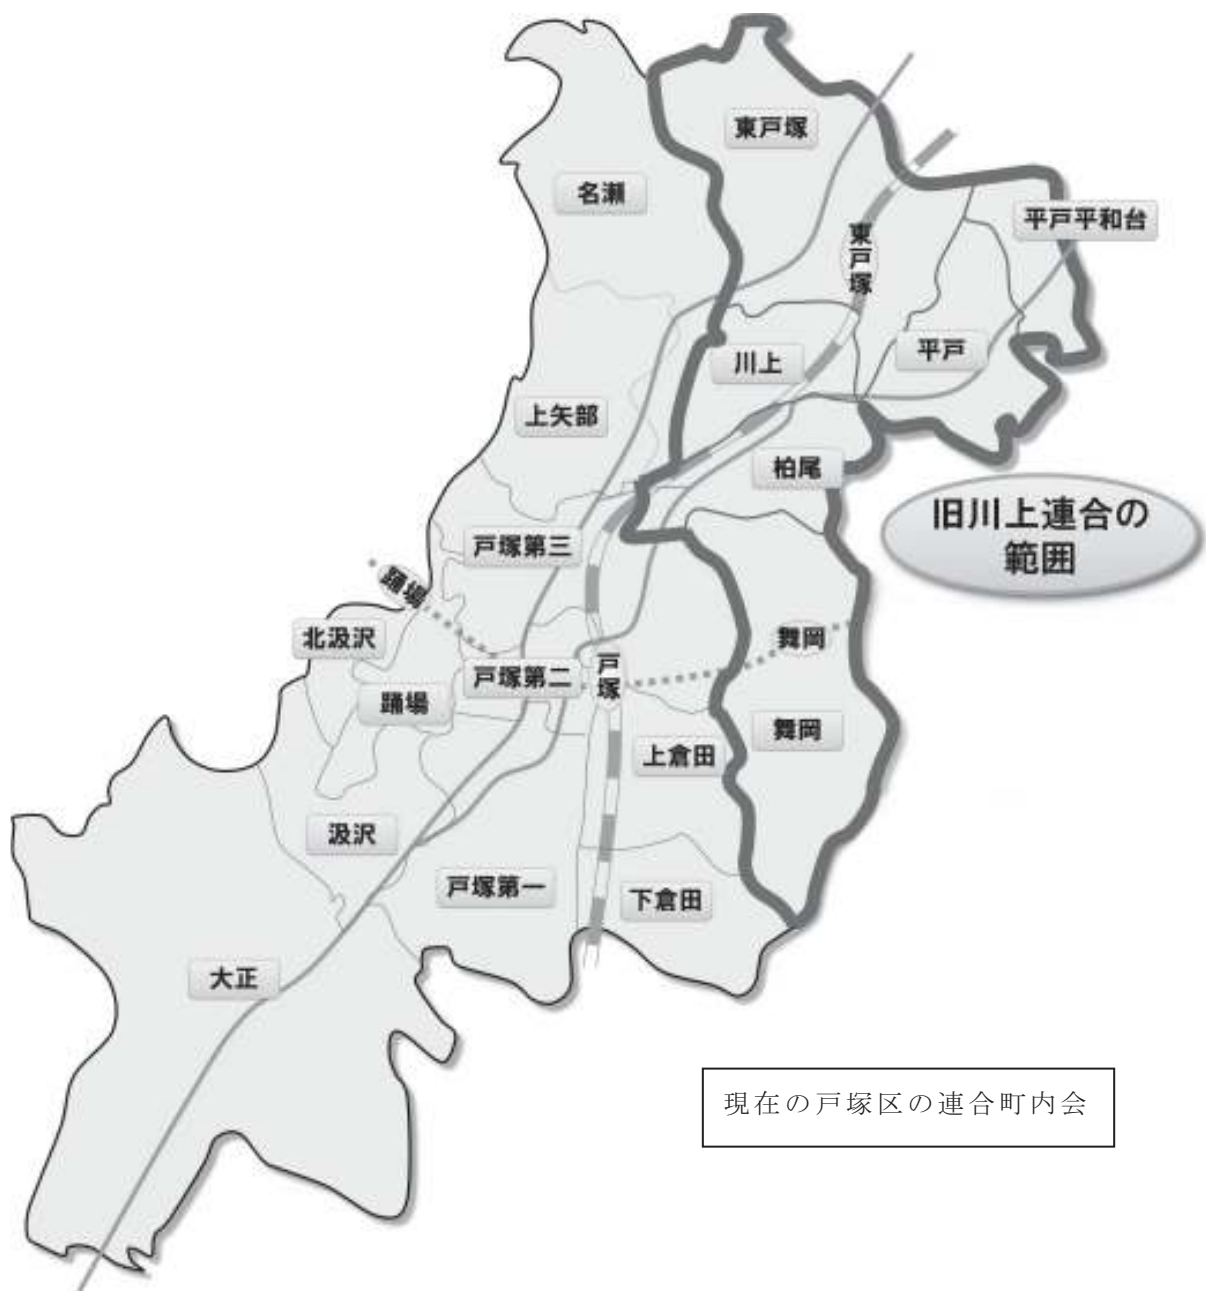 東戸塚
名瀬
平戸平和台
東戸塚
川上
平戸
上矢部
柏尾
旧川上連合の
範囲
戸塚第三
踊場
北汲沢
舞岡
戸塚第二
戸塚
踊場
舞岡
上倉田
汲沢
戸塚第一
下倉田
大正
現在の戸塚区の連合町内会